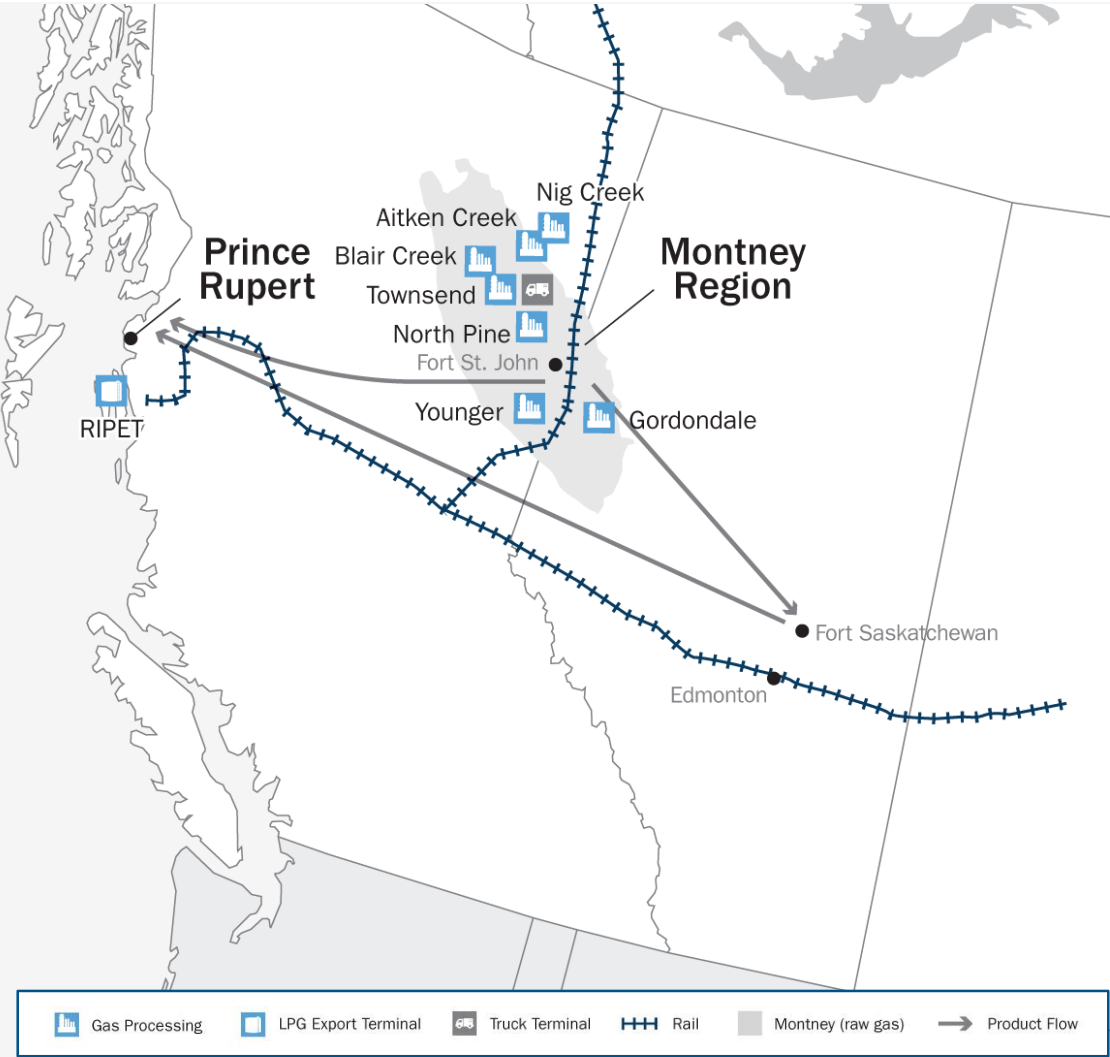 Nig Creek
Aitken Creek
Prince
Rupert
Blair Creek
Montney
Region
Townsend
North Pine
Fort St. John
Younger
Gordondale
RIPET
Fort Saskatchewan
Edmonton
Gas Processing
LPG Export Terminal
Truck Terminal
Rail
Montney (raw gas)
Product Flow